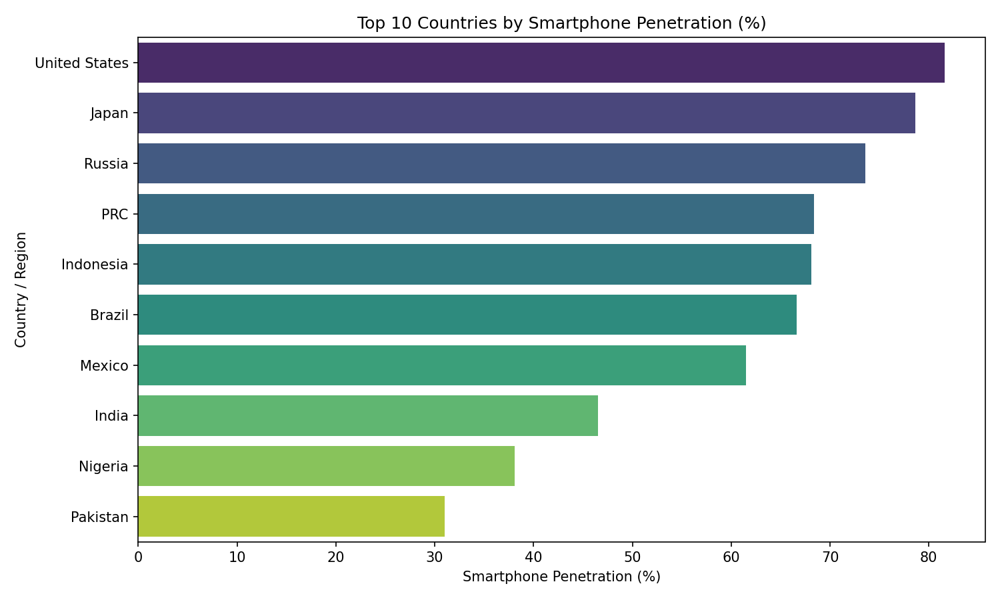 Top 10 Countries by Smartphone Penetration (%)
Country / Region
United States
Japan
Russia
PRC
Indonesia
Brazil
Mexico
India
Nigeria
Pakistan
0 10 20 30 40 50 60 70 80
Smartphone Penetration (%)